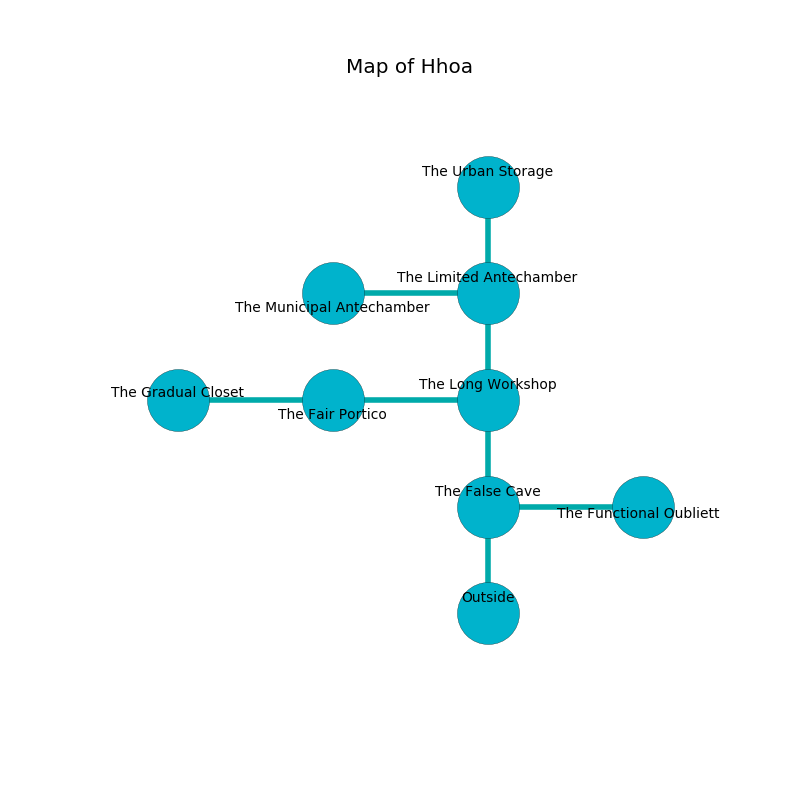 Map of Hhoa
The Urban Storage
The Limited Antechamber
The Municipal Antechamber
The Long Workshop
The Gradual Closet
The Fair Portico
The False Cave
The Functional Oubliett
Outside